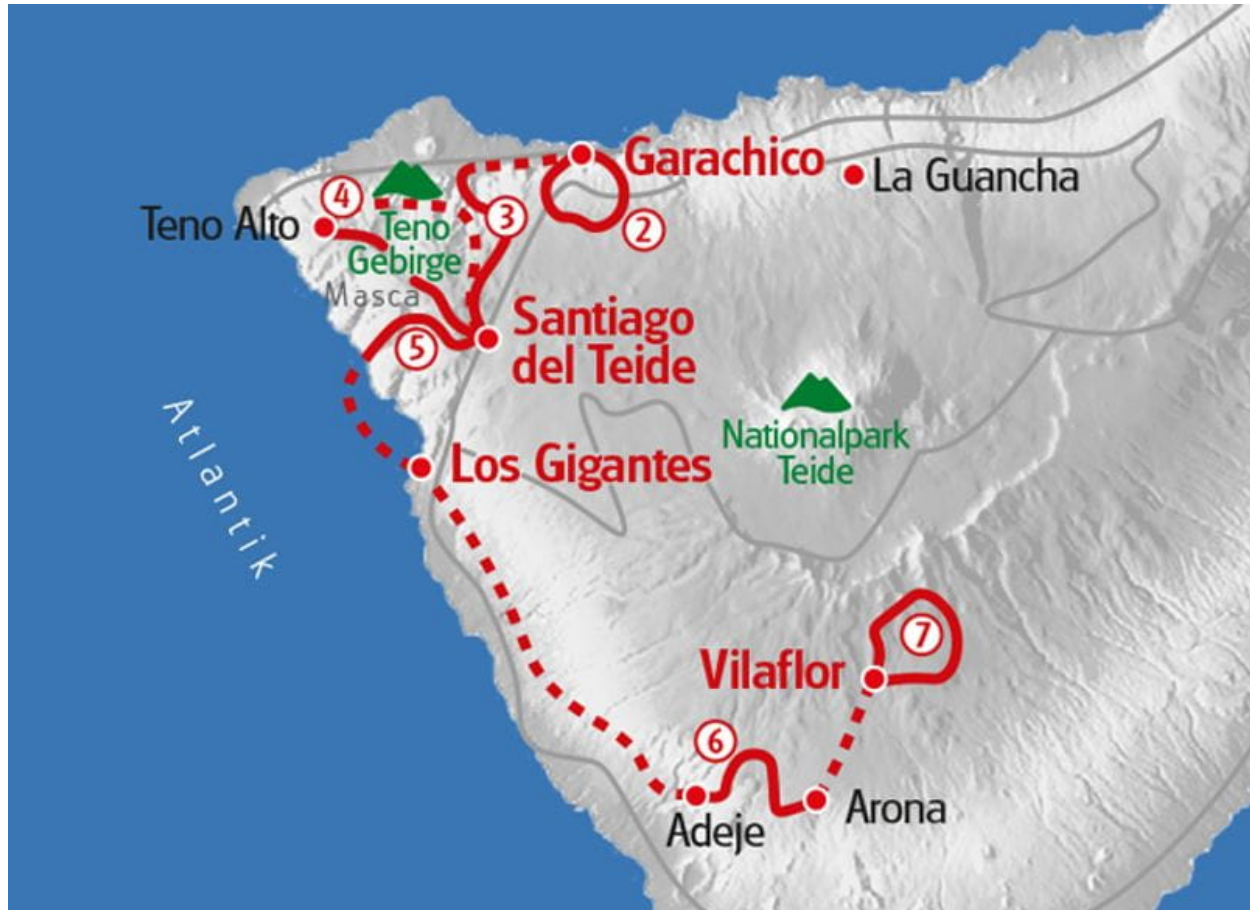 Garachico
La Guancha
4
3
2
Teno Alto
Teno
Gebirge
Masca
Santiago
del Teide
5
Atlantik
Nationalpark
Teide
Los Gigantes
7
Vilaflor
6
Arona
Adeje